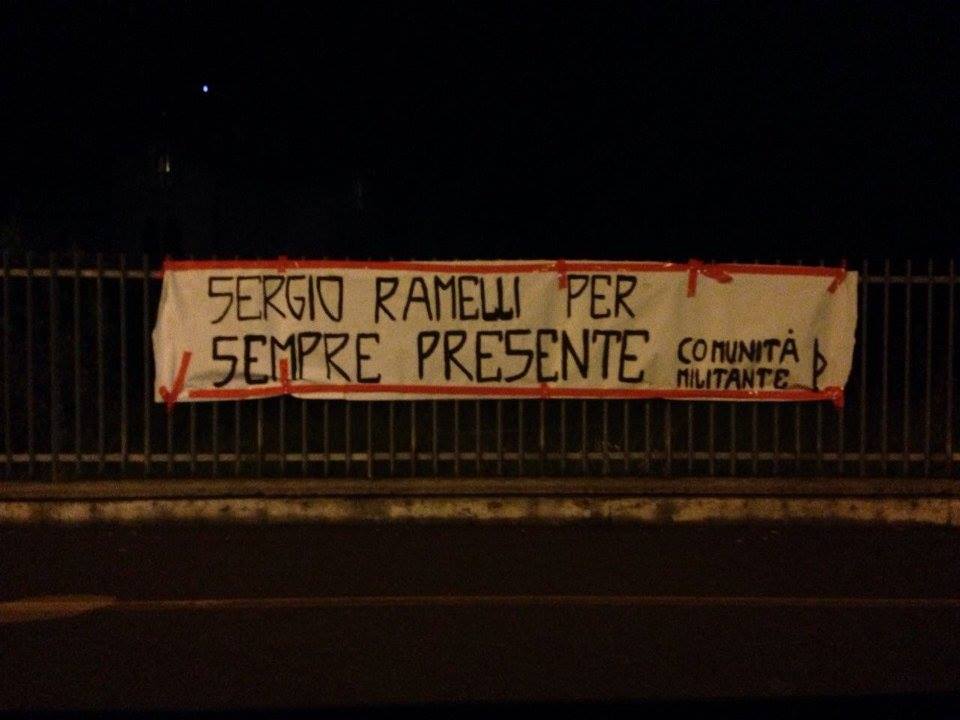 SERGIO RAMELLI PER
SEMPRE PRESENTE
COMUNITÀ
MILITANTE